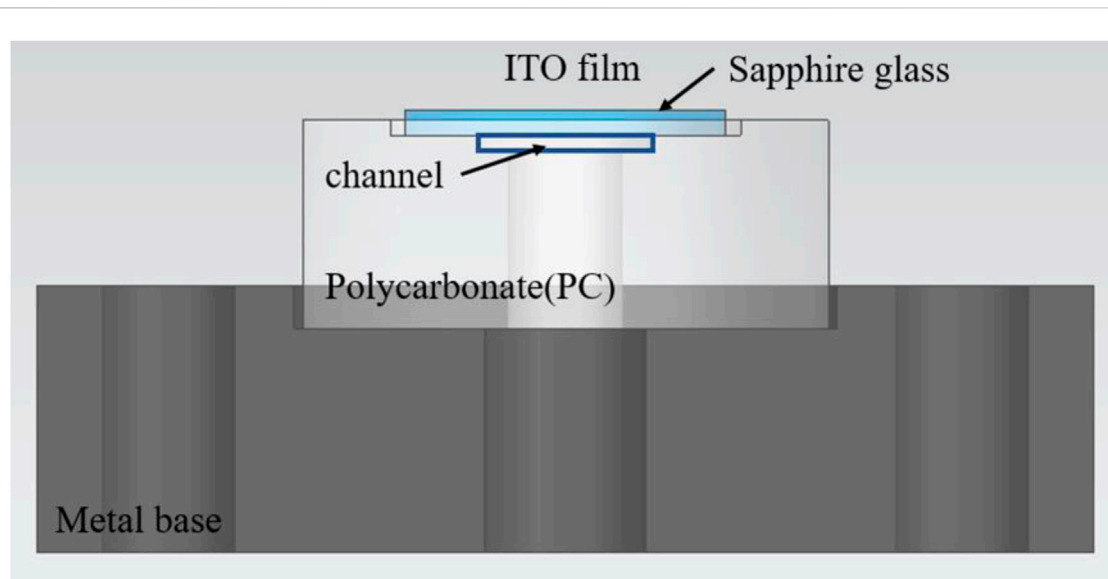 ITO film
Sapphire glass
channel
Polycarbonate(PC)
Metal base